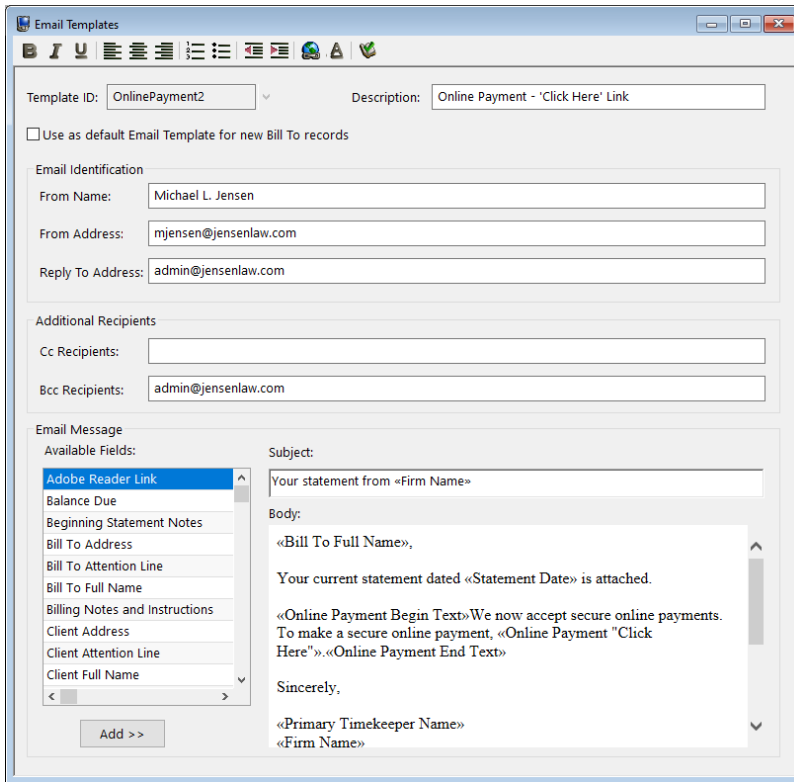 Email Templates
B I U A
Template ID: OnlinePayment2 Description: Online Payment - 'Click Here' Link
Use as default Email Template for new Bill To records
Email Identification
From Name: Michael L. Jensen
From Address: mjensen@jensenlaw.com
Reply To Address: admin@jensenlaw.com
Additional Recipients
Cc Recipients:
Bcc Recipients: admin@jensenlaw.com
Email Message
Available Fields:
Adobe Reader Link
Balance Due
Beginning Statement Notes
Bill To Address
Bill To Attention Line
Bill To Full Name
Billing Notes and Instructions
Client Address
Client Attention Line
Client Full Name
Add >>
Subject:
Your statement from «Firm Name»
Body:
«Bill To Full Name»,
Your current statement dated «Statement Date» is attached.
«Online Payment Begin Text»We now accept secure online payments.
To make a secure online payment, «Online Payment "Click
Here"».«Online Payment End Text»
Sincerely,
«Primary Timekeeper Name»
«Firm Name»